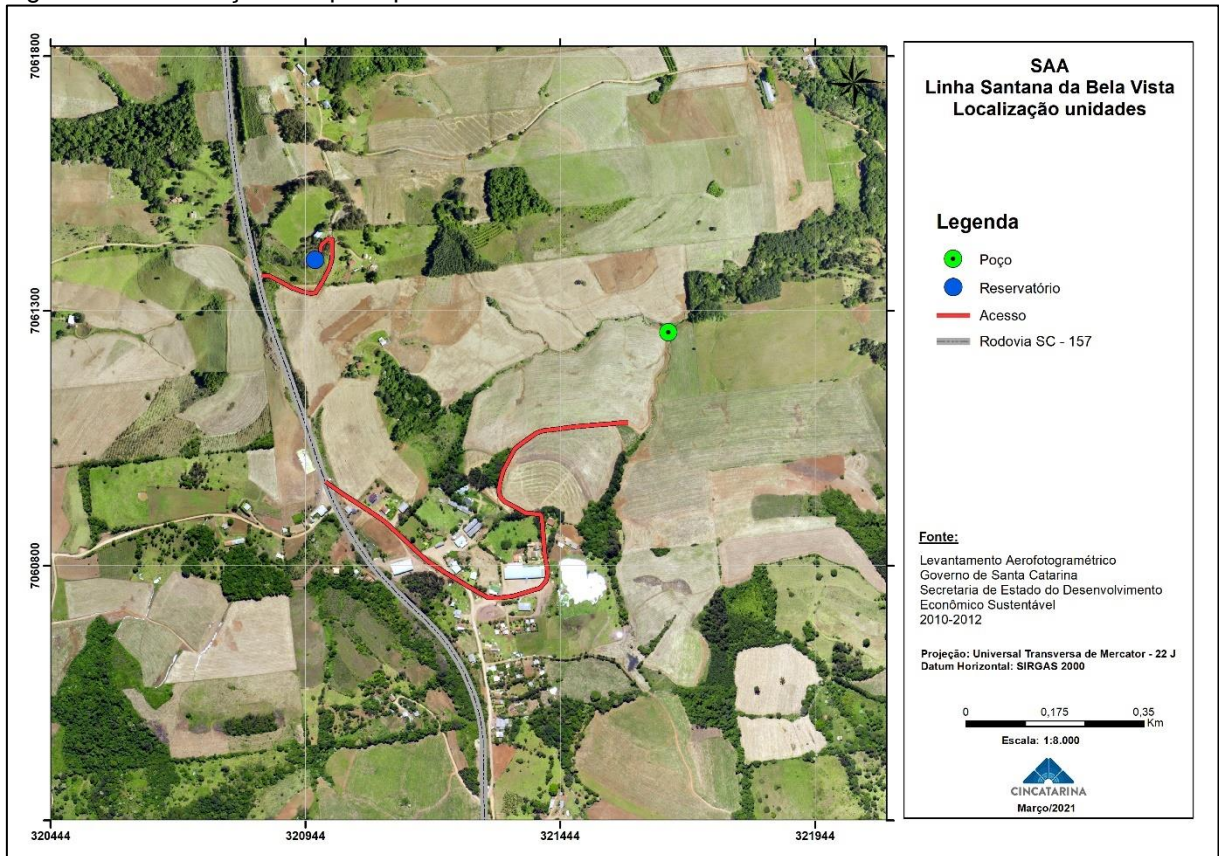 7061800
7061300
7060800
320444
320944
321444
321944
SAA
Linha Santana da Bela Vista
Localização unidades
Legenda
Poço
Reservatório
Acesso
Rodovia SC - 157
Fonte:
Levantamento Aerofotogramétrico
Governo de Santa Catarina
Secretaria de Estado do Desenvolvimento
Econômico Sustentável
2010-2012
Projeção: Universal Transversa de Mercator - 22 J
Datum Horizontal: SIRGAS 2000
0 0,175 0,35
Km
Escala: 1:8.000
CINCATARINA
Março/2021